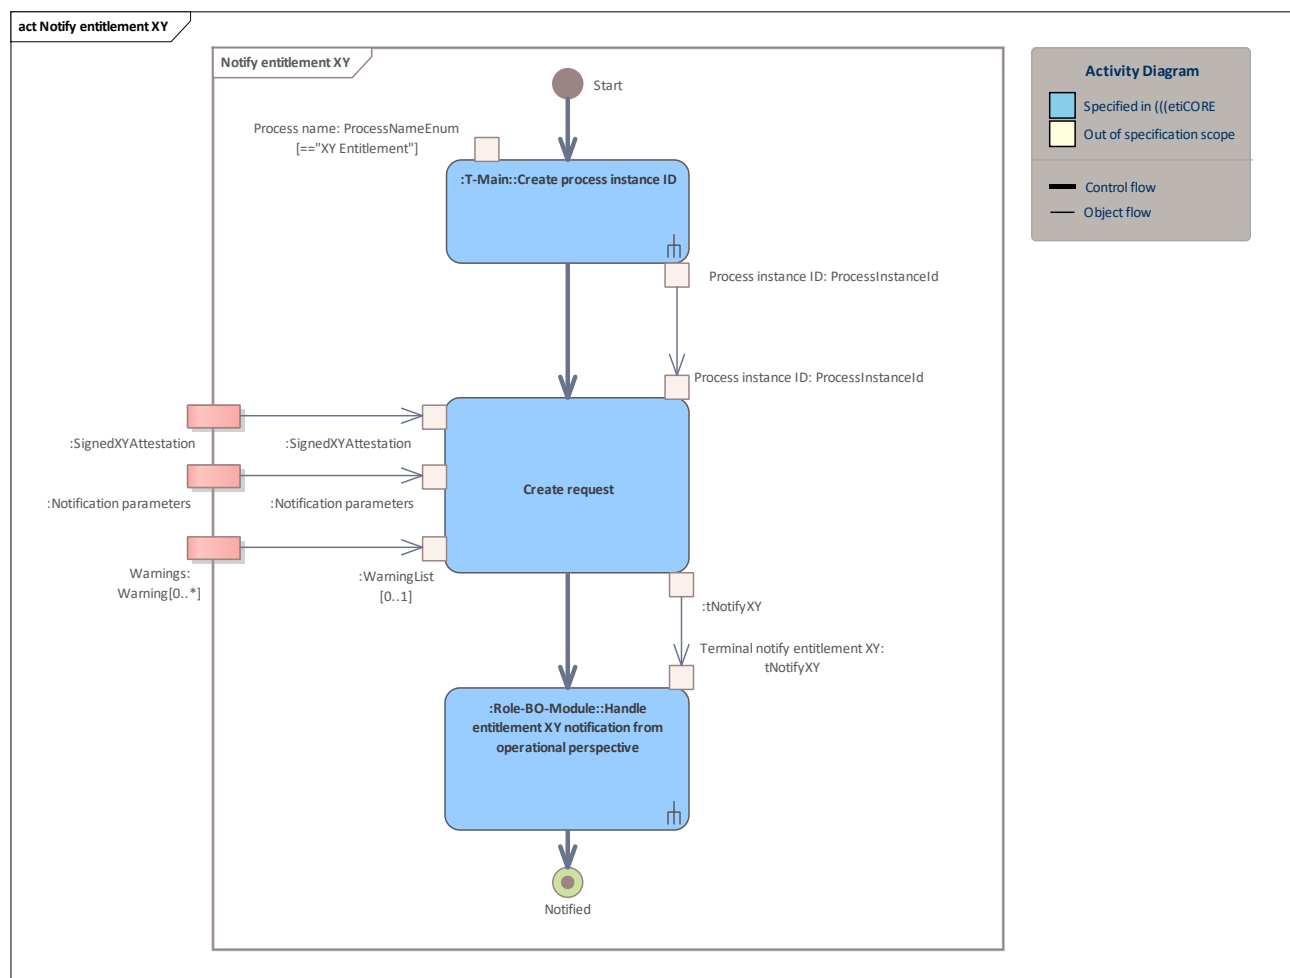 act Notify entitlement XY
Notify entitlement XY
Start
Process name: ProcessNameEnum
[=="XY Entitlement"]
:T-Main::Create process instance ID
Process instance ID: ProcessInstanceId
Process instance ID: ProcessInstanceId
:SignedXYAttestation
:SignedXYAttestation
:Notification parameters
:Notification parameters
Create request
Warnings:
Warning[0..*]
:WarningList
[0..1]
:tNotifyXY
Terminal notify entitlement XY:
tNotifyXY
:Role-BO-Module::Handle
entitlement XY notification from
operational perspective
Notified
Activity Diagram
Specified in (((etiCORE
Out of specification scope
Control flow
Object flow